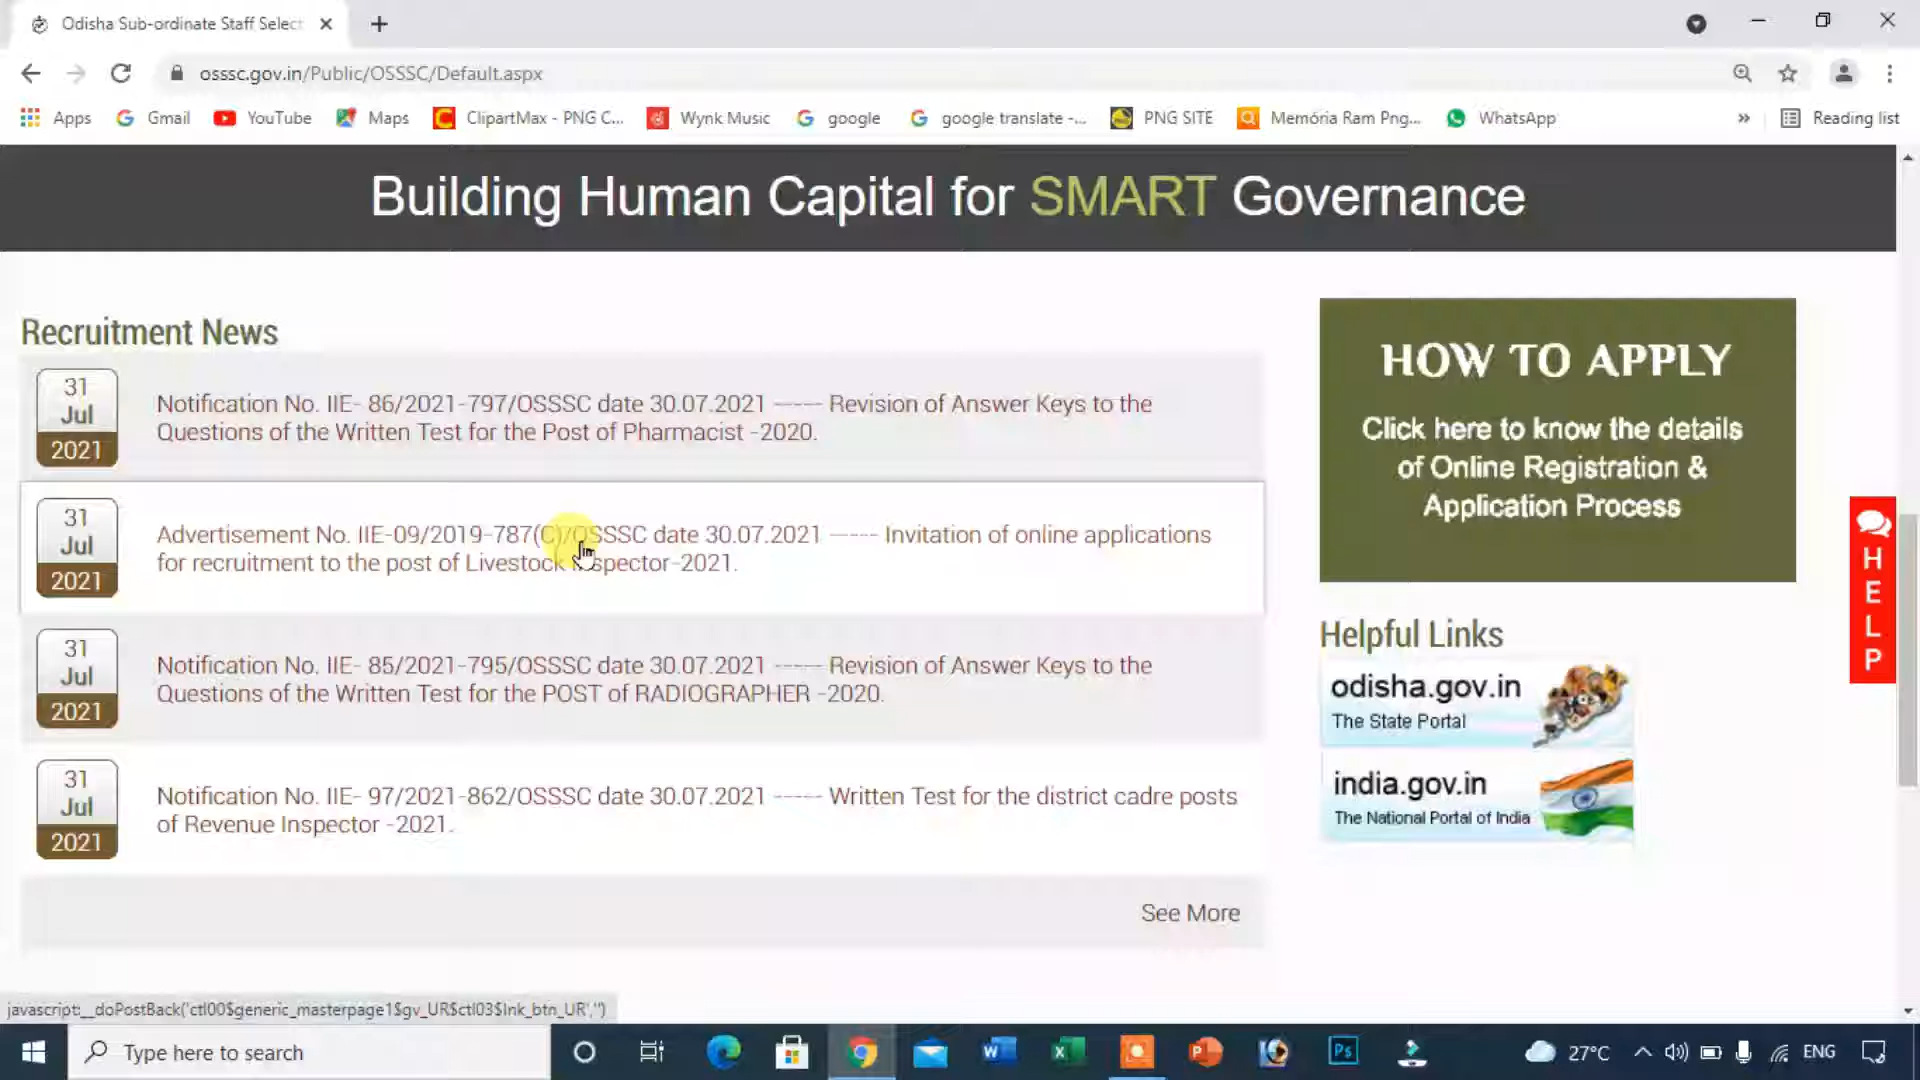 Odisha Sub-ordinate Staff Select
osssc.gov.in/Public/OSSSC/Default.aspx
Apps Gmail YouTube Maps ClipartMax - PNG C... Wynk Music google google translate -... PNG SITE Memória Ram Png... WhatsApp » Reading list
Building Human Capital for SMART Governance
Recruitment News
31
Jul
2021
Notification No. IIE- 86/2021-797/OSSSC date 30.07.2021 ----- Revision of Answer Keys to the
Questions of the Written Test for the Post of Pharmacist -2020.
31
Jul
2021
Advertisement No. IIE-09/2019-787(C)/OSSSC date 30.07.2021 ----- Invitation of online applications
for recruitment to the post of Livestock Inspector-2021.
31
Jul
2021
Notification No. IIE- 85/2021-795/OSSSC date 30.07.2021 ----- Revision of Answer Keys to the
Questions of the Written Test for the POST of RADIOGRAPHER -2020.
31
Jul
2021
Notification No. IIE- 97/2021-862/OSSSC date 30.07.2021 ----- Written Test for the district cadre posts
of Revenue Inspector -2021.
See More
HOW TO APPLY
Click here to know the details
of Online Registration &
Application Process
Helpful Links
odisha.gov.in
The State Portal
india.gov.in
The National Portal of India
HELP
javascript:__doPostBack('ctl00$generic_masterpage1$gv_UR$ctl03$lnk_btn_UR','')
Type here to search
27°C ENG